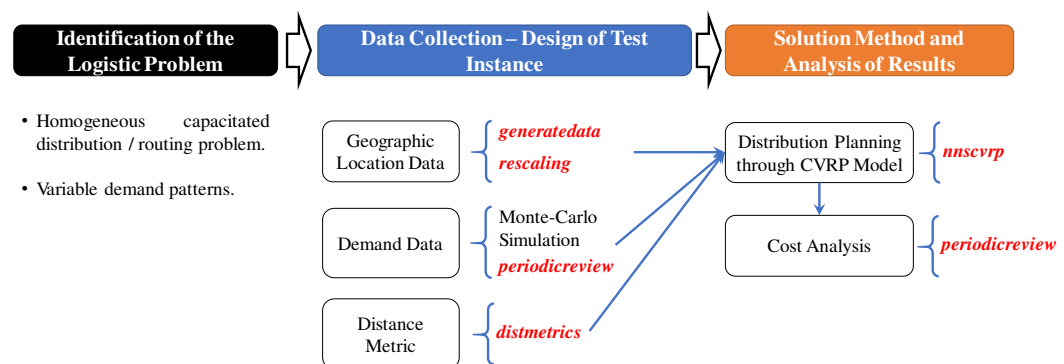 Identification of the
Logistic Problem
Data Collection – Design of Test
Instance
Solution Method and
Analysis of Results
• Homogeneous capacitated
distribution / routing problem.
• Variable demand patterns.
Geographic
Location Data
generatedata
rescaling
Demand Data
Monte-Carlo
Simulation
periodicreview
Distance
Metric
distmetrics
Distribution Planning
through CVRP Model
nnscvrp
Cost Analysis
periodicreview